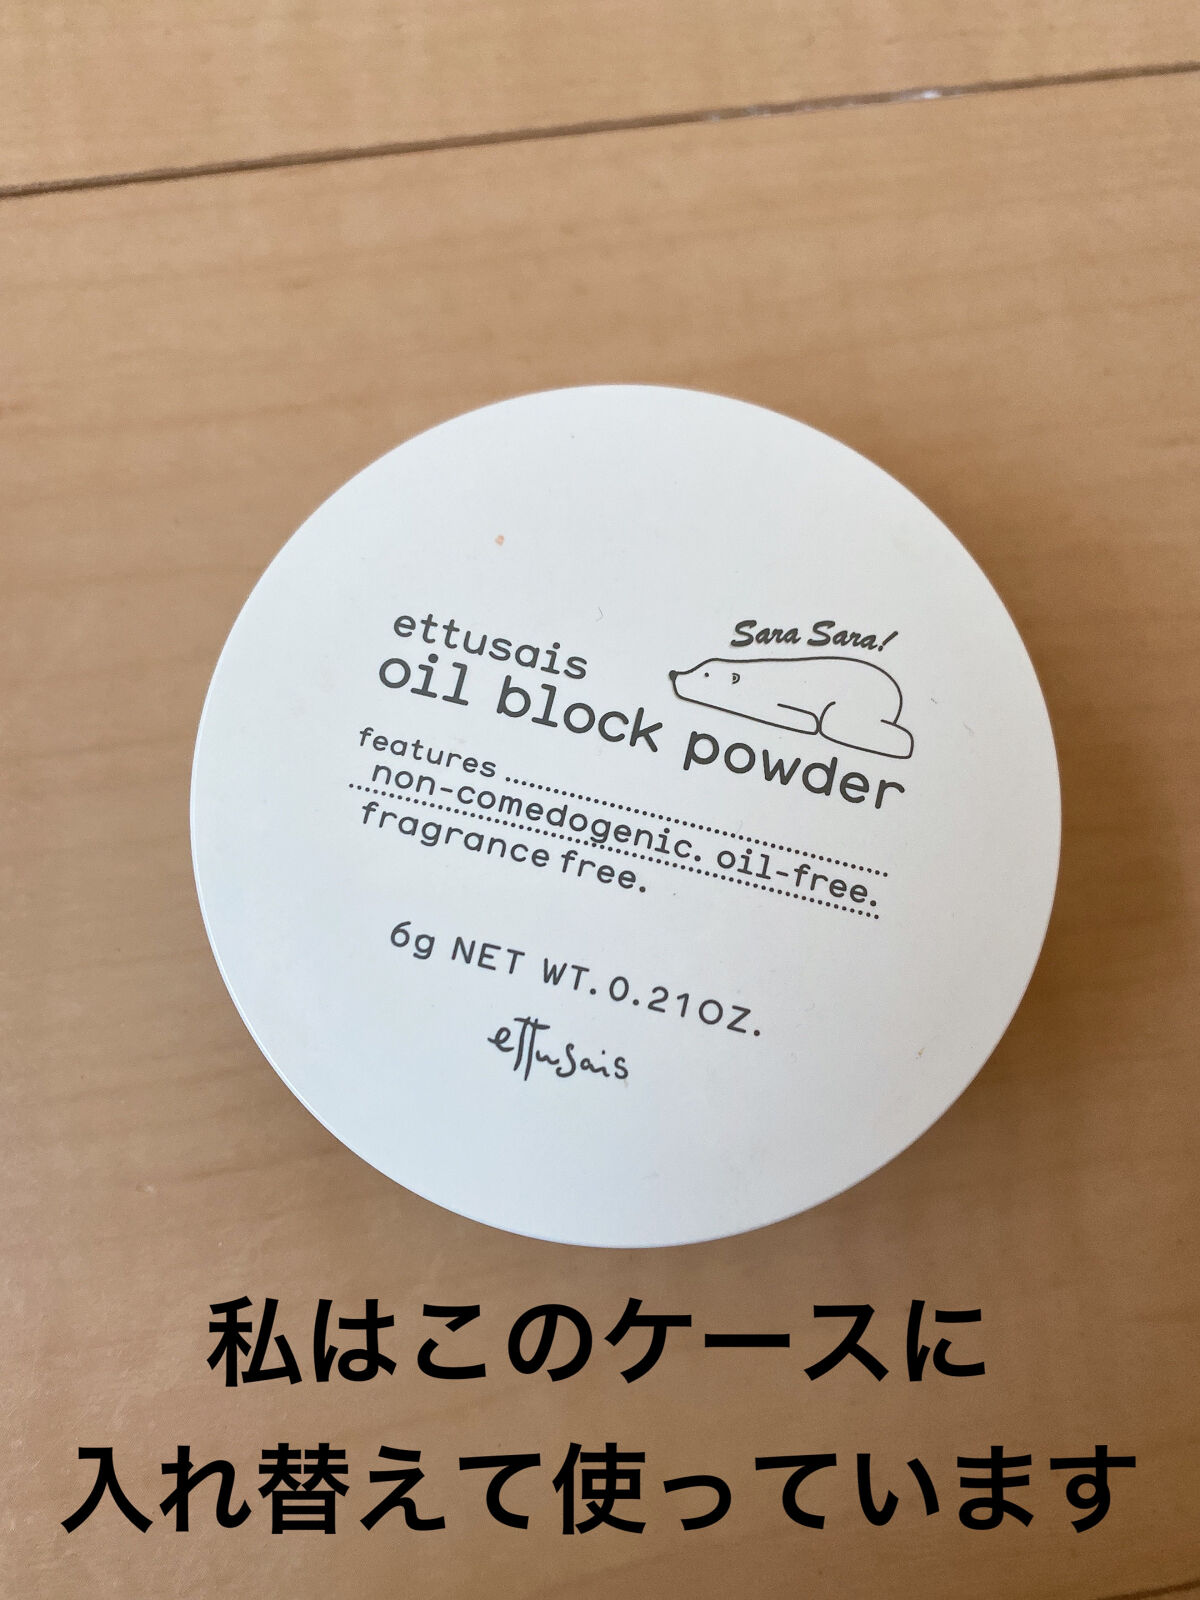 ettusais
Sara Sara!
oil block powder
features
non-comedogenic. oil-free.
fragrance free.
6g NET WT. 0.21OZ.
ettusais
私はこのケースに
入れ替えて使っています